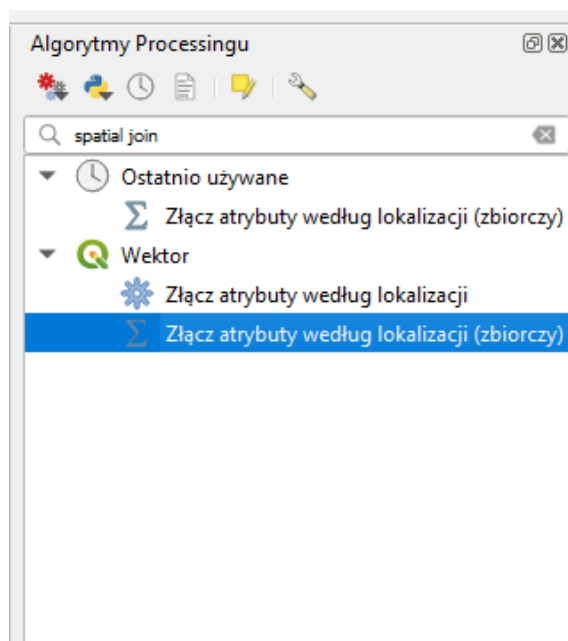 Algorytmy Processingu
spatial join
Ostatnio używane
Złącz atrybuty według lokalizacji (zbiorczy)
Wektor
Złącz atrybuty według lokalizacji
Złącz atrybuty według lokalizacji (zbiorczy)